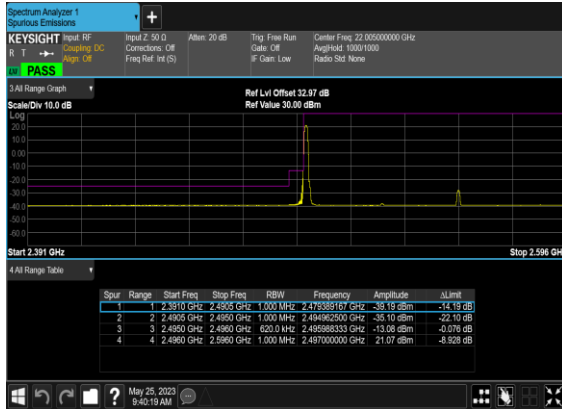 Spectrum Analyzer 1
Spurious Emissions
+
KEYSIGHT Input: RF Input Z: 50 Ω Atten: 20 dB Trig: Free Run Center Freq: 22.005000000 GHz
R T Coupling: DC Corrections: Off Gate: Off Avg|Hold: 1000/1000
Align: Off Freq Ref: Int (S) IF Gain: Low Radio Std: None
PASS
3 All Range Graph Ref Lvl Offset 32.97 dB
Scale/Div 10.0 dB Ref Value 30.00 dBm
Log
20.0
10.0
0.00
-10.0
-20.0
-30.0
-40.0
-50.0
-60.0
Start 2.391 GHz Stop 2.596 GH
4 All Range Table
Spur Range Start Freq Stop Freq RBW Frequency Amplitude ΔLimit
1 1 2.3910 GHz 2.4905 GHz 1.000 MHz 2.479389167 GHz -39.19 dBm -14.19 dB
2 2 2.4905 GHz 2.4950 GHz 1.000 MHz 2.494962500 GHz -35.10 dBm -22.10 dB
3 3 2.4950 GHz 2.4960 GHz 620.0 kHz 2.495988333 GHz -13.08 dBm -0.076 dB
4 4 2.4960 GHz 2.5960 GHz 1.000 MHz 2.497000000 GHz 21.07 dBm -8.928 dB
? May 25, 2023
9:40:19 AM